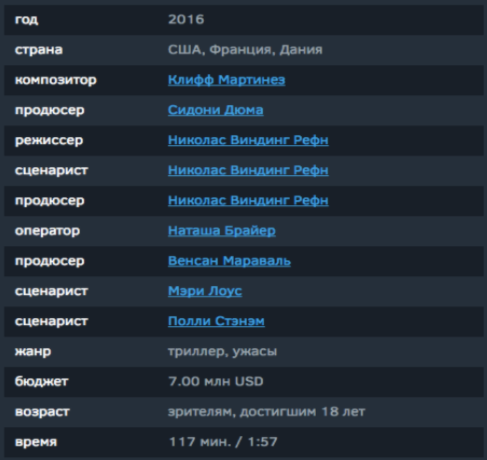 год 2016
страна США, Франция, Дания
композитор Клифф Мартинез
продюсер Сидони Дюма
режиссер Николас Виндинг Рефн
сценарист Николас Виндинг Рефн
продюсер Николас Виндинг Рефн
оператор Наташа Брайер
продюсер Венсан Мараваль
сценарист Мэри Лоус
сценарист Полли Стэнэм
жанр триллер, ужасы
бюджет 7.00 млн USD
возраст зрителям, достигшим 18 лет
время 117 мин. / 1:57